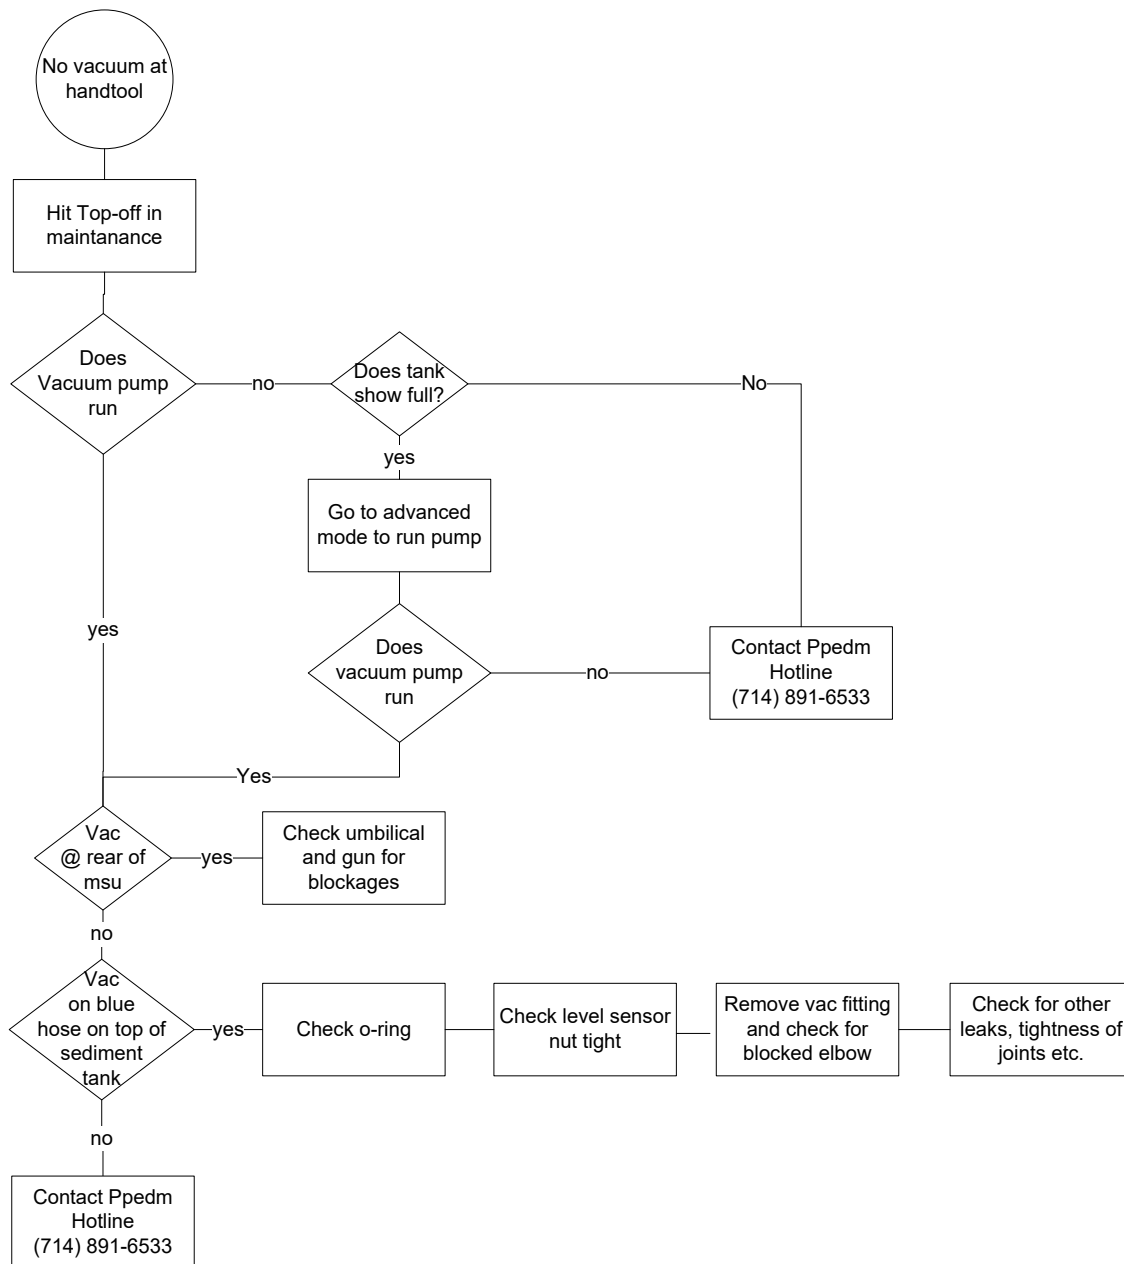 No vacuum at
handtool
Hit Top-off in
maintanance
Does
Vacuum pump
run
no
Does tank
show full?
No
yes
Go to advanced
mode to run pump
yes
Does
vacuum pump
run
no
Contact Ppedm
Hotline
(714) 891-6533
Yes
Vac
@ rear of
msu
yes
Check umbilical
and gun for
blockages
no
Vac
on blue
hose on top of
sediment
tank
yes
Check o-ring
Check level sensor
nut tight
Remove vac fitting
and check for
blocked elbow
Check for other
leaks, tightness of
joints etc.
no
Contact Ppedm
Hotline
(714) 891-6533